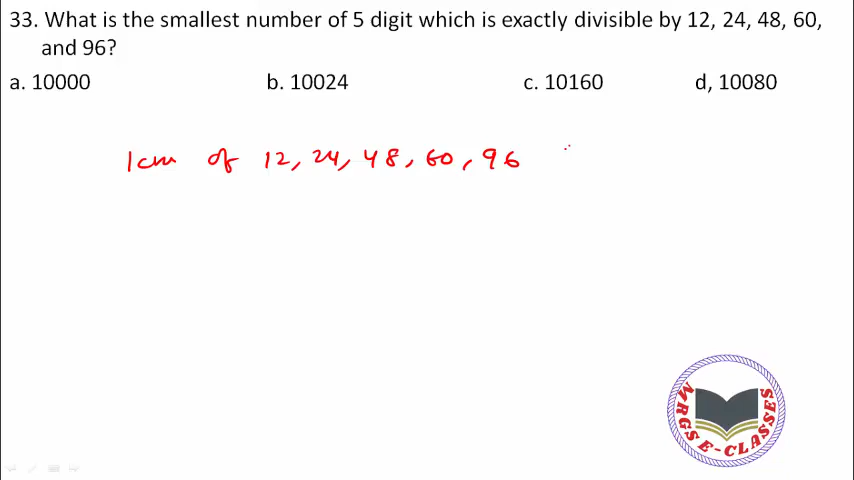 33. What is the smallest number of 5 digit which is exactly divisible by 12, 24, 48, 60,
and 96?
a. 10000 b. 10024 c. 10160 d, 10080
lcm of 12, 24, 48, 60, 96
MRGS E-CLASSES